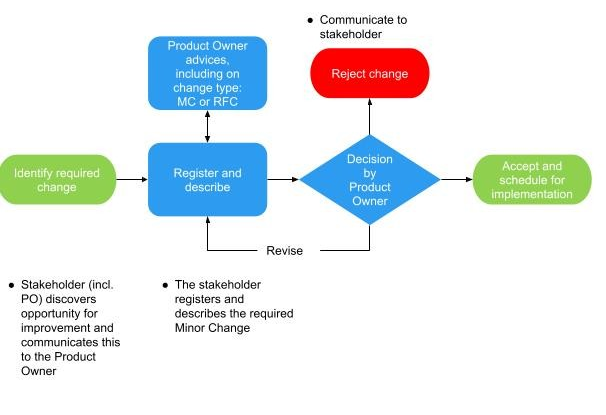 ● Communicate to
stakeholder
Product Owner
advices,
including on
change type:
MC or RFC
Reject change
Identify required
change
Register and
describe
Decision
by
Product
Owner
Accept and
schedule for
implementation
Revise
● Stakeholder (incl.
PO) discovers
opportunity for
improvement and
communicates this
to the Product
Owner
● The stakeholder
registers and
describes the required
Minor Change